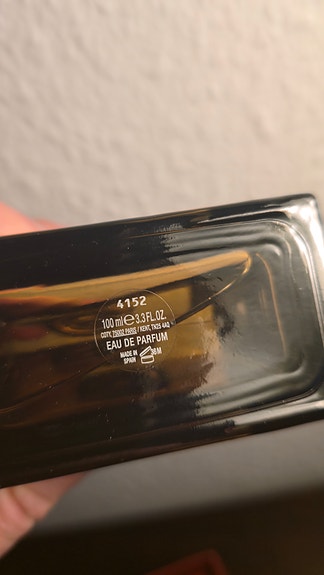 4152
100 ml e 3.3 FL.OZ.
COTY, 75002 PARIS / KENT, TN25 4AQ
EAU DE PARFUM
MADE IN
SPAIN
36M